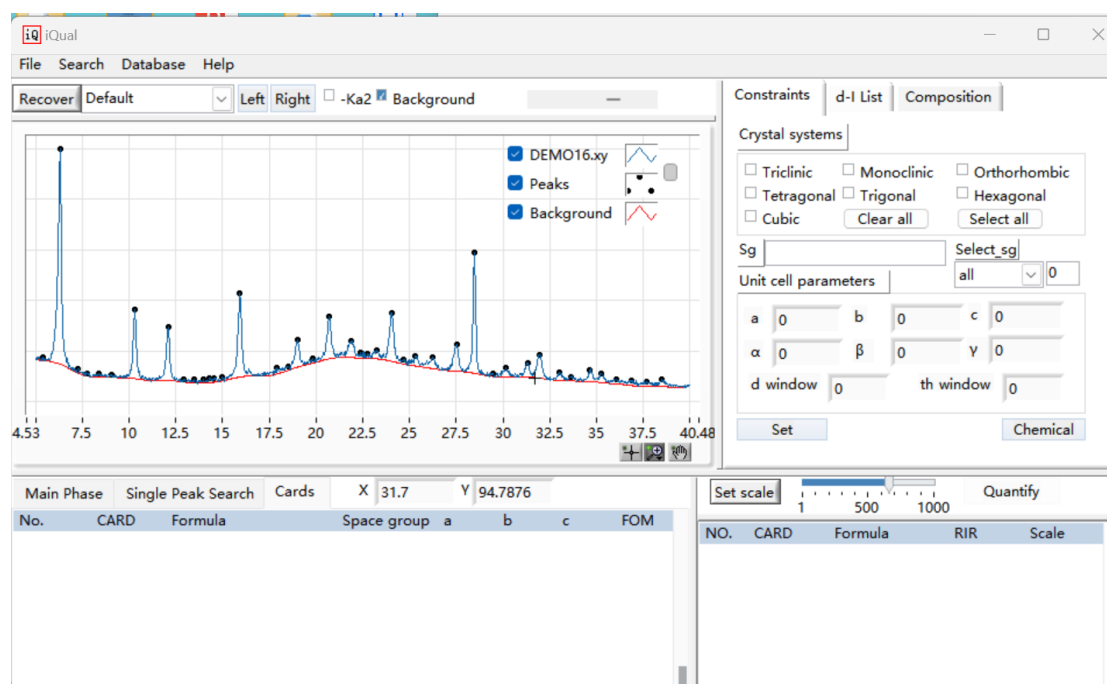 iQ iQual
File Search Database Help
Recover Default Left Right -Ka2 Background
Constraints d-I List Composition
DEMO16.xy
Peaks
Background
4.53 7.5 10 12.5 15 17.5 20 22.5 25 27.5 30 32.5 35 37.5 40.48
Crystal systems
Triclinic Monoclinic Orthorhombic
Tetragonal Trigonal Hexagonal
Cubic Clear all Select all
Sg Select_sg
Unit cell parameters all 0
a 0 b 0 c 0
α 0 β 0 γ 0
d window 0 th window 0
Set Chemical
Main Phase Single Peak Search Cards X 31.7 Y 94.7876
No. CARD Formula Space group a b c FOM
Set scale 1 500 1000 Quantify
NO. CARD Formula RIR Scale